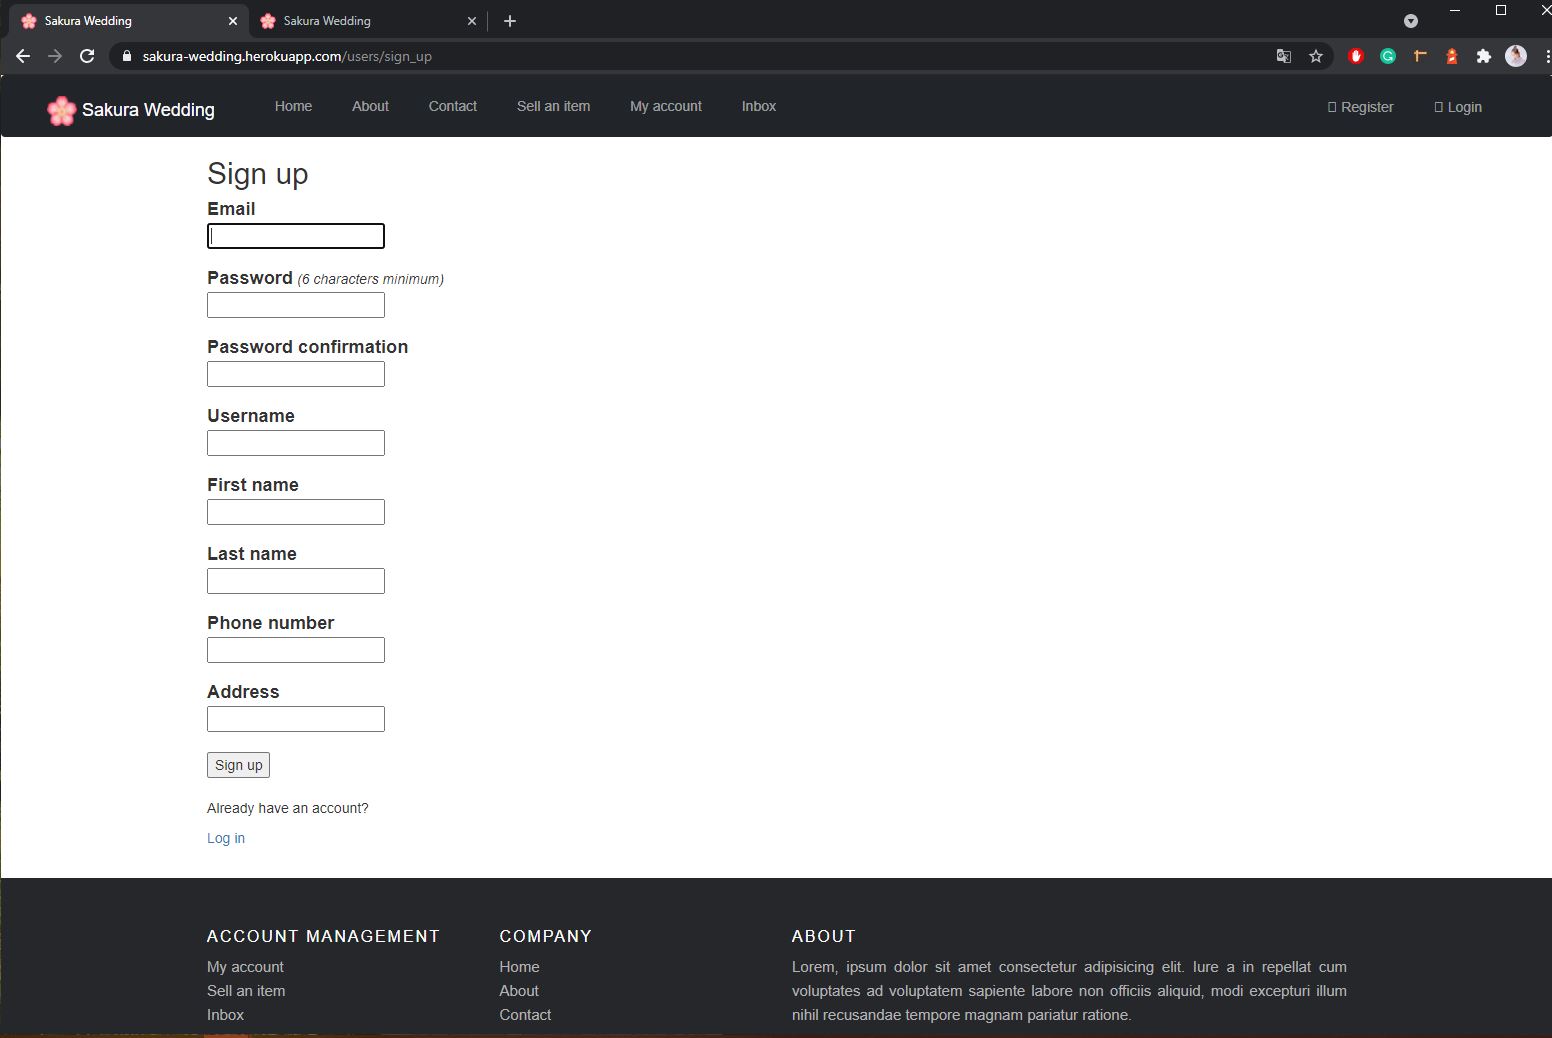 Sakura Wedding
Sakura Wedding
sakura-wedding.herokuapp.com/users/sign_up
Sakura Wedding Home About Contact Sell an item My account Inbox Register Login
Sign up
Email
Password (6 characters minimum)
Password confirmation
Username
First name
Last name
Phone number
Address
Sign up
Already have an account?
Log in
ACCOUNT MANAGEMENT
My account
Sell an item
Inbox
COMPANY
Home
About
Contact
ABOUT
Lorem, ipsum dolor sit amet consectetur adipisicing elit. Iure a in repellat cum
voluptates ad voluptatem sapiente labore non officiis aliquid, modi excepturi illum
nihil recusandae tempore magnam pariatur ratione.